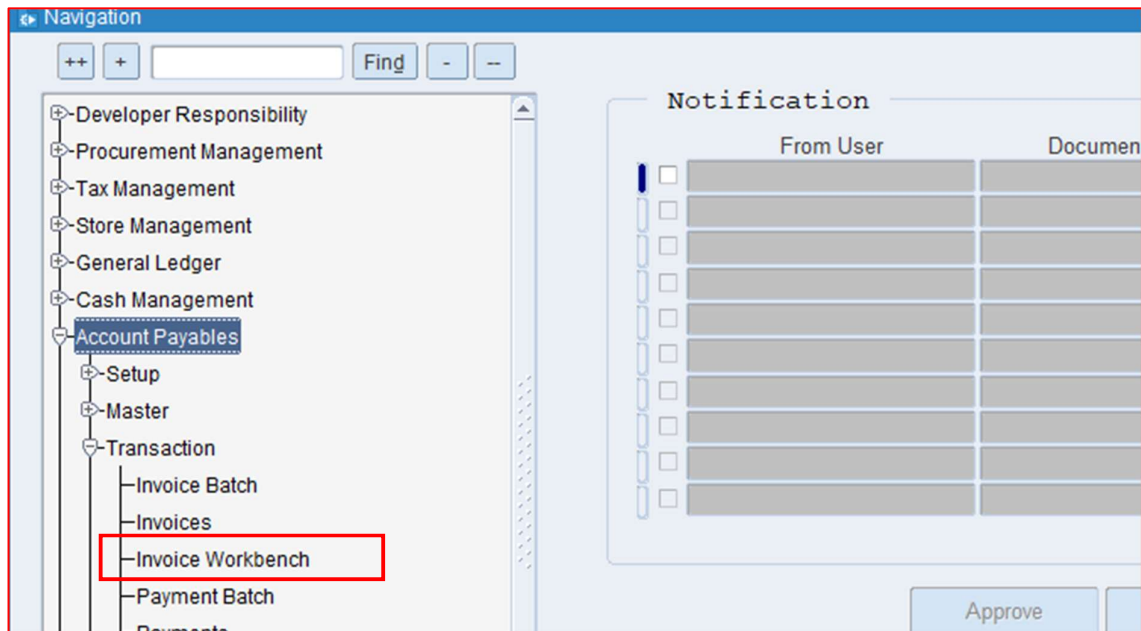 Navigation
++ + Find - --
Developer Responsibility
Procurement Management
Tax Management
Store Management
General Ledger
Cash Management
Account Payables
Setup
Master
Transaction
Invoice Batch
Invoices
Invoice Workbench
Payment Batch
Payments
Notification
From User Documen
Approve